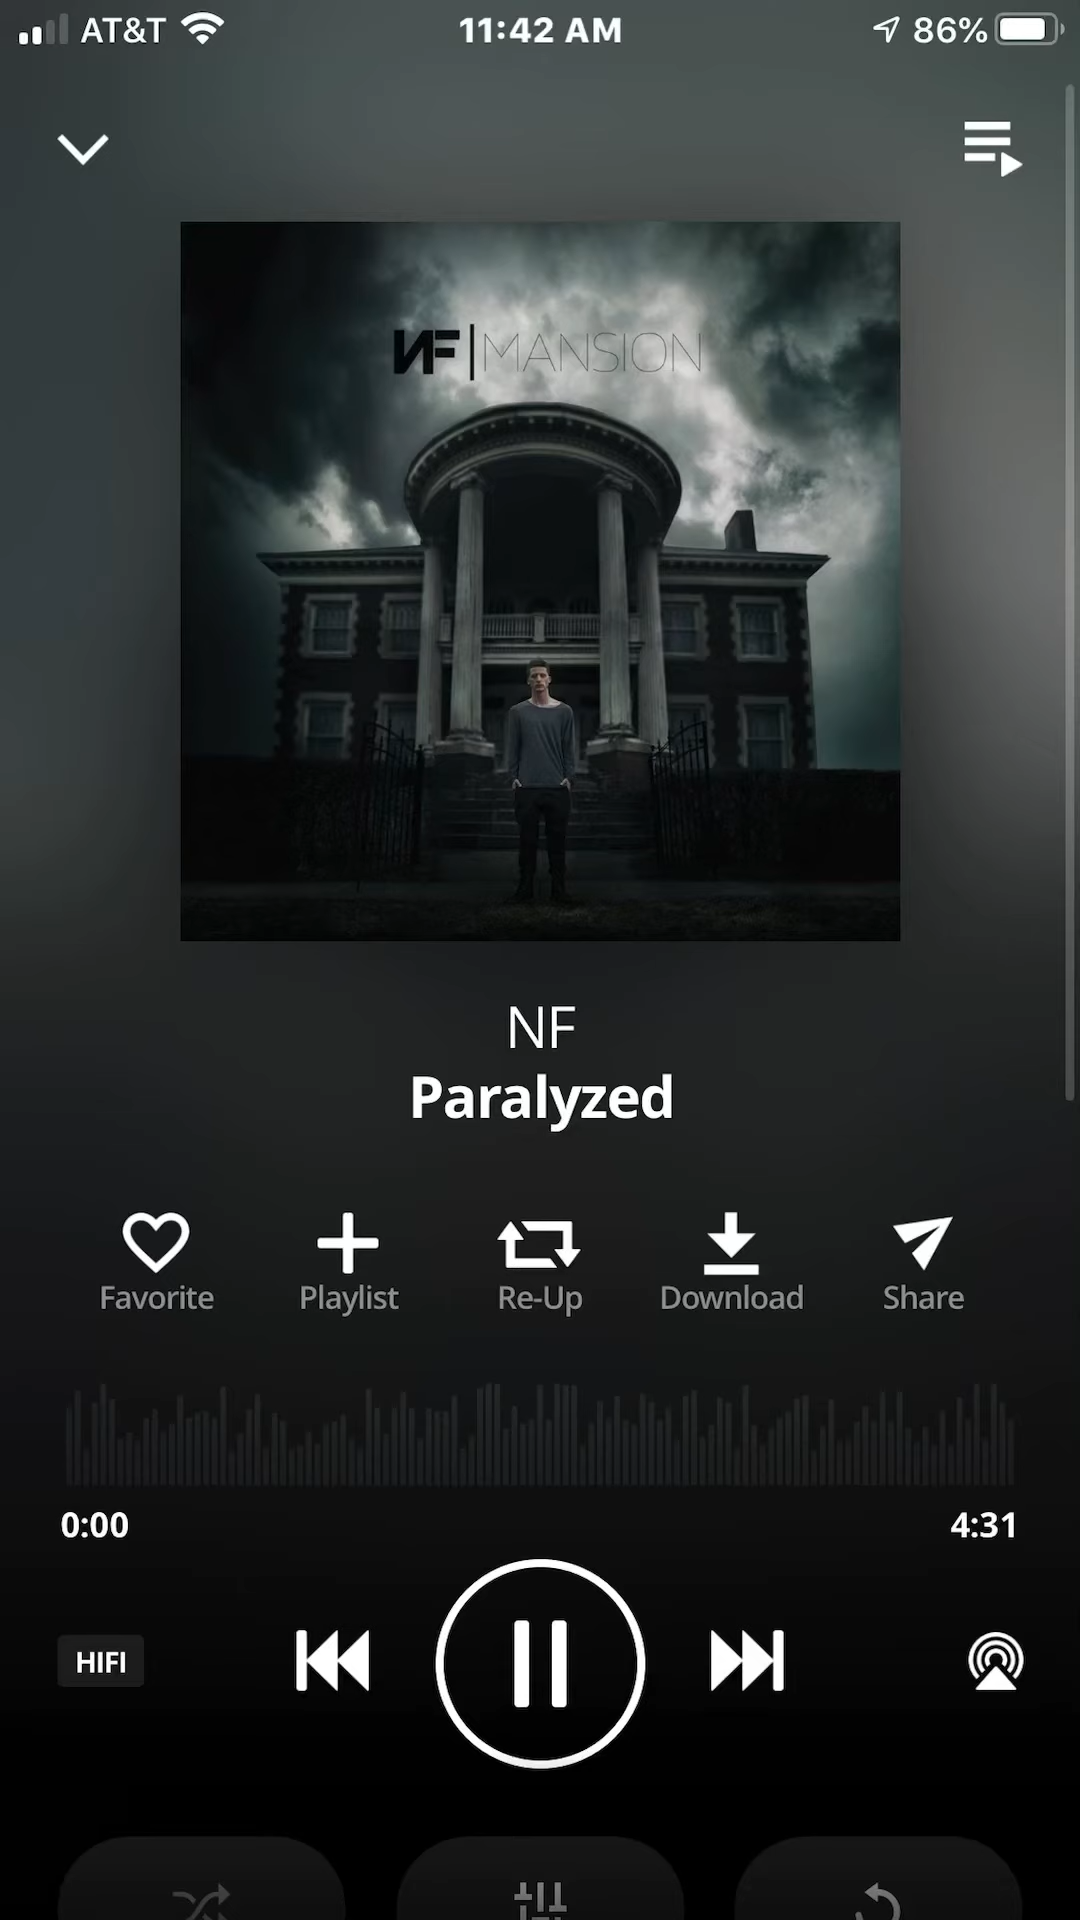 AT&T 11:42 AM 86%
NF | MANSION
NF
Paralyzed
Favorite Playlist Re-Up Download Share
0:00 4:31
HIFI